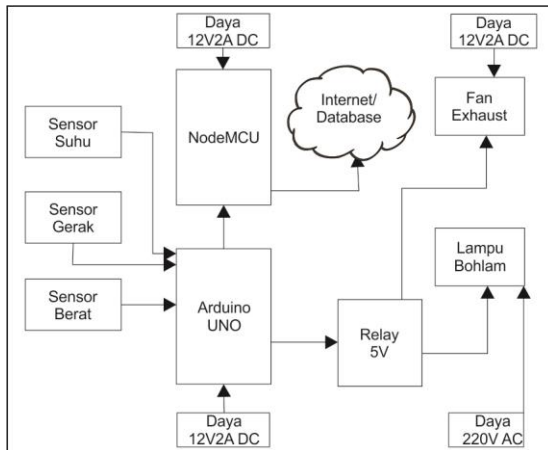 Daya
12V2A DC
Daya
12V2A DC
NodeMCU
Internet/
Database
Fan
Exhaust
Sensor
Suhu
Sensor
Gerak
Sensor
Berat
Arduino
UNO
Relay
5V
Lampu
Bohlam
Daya
12V2A DC
Daya
220V AC